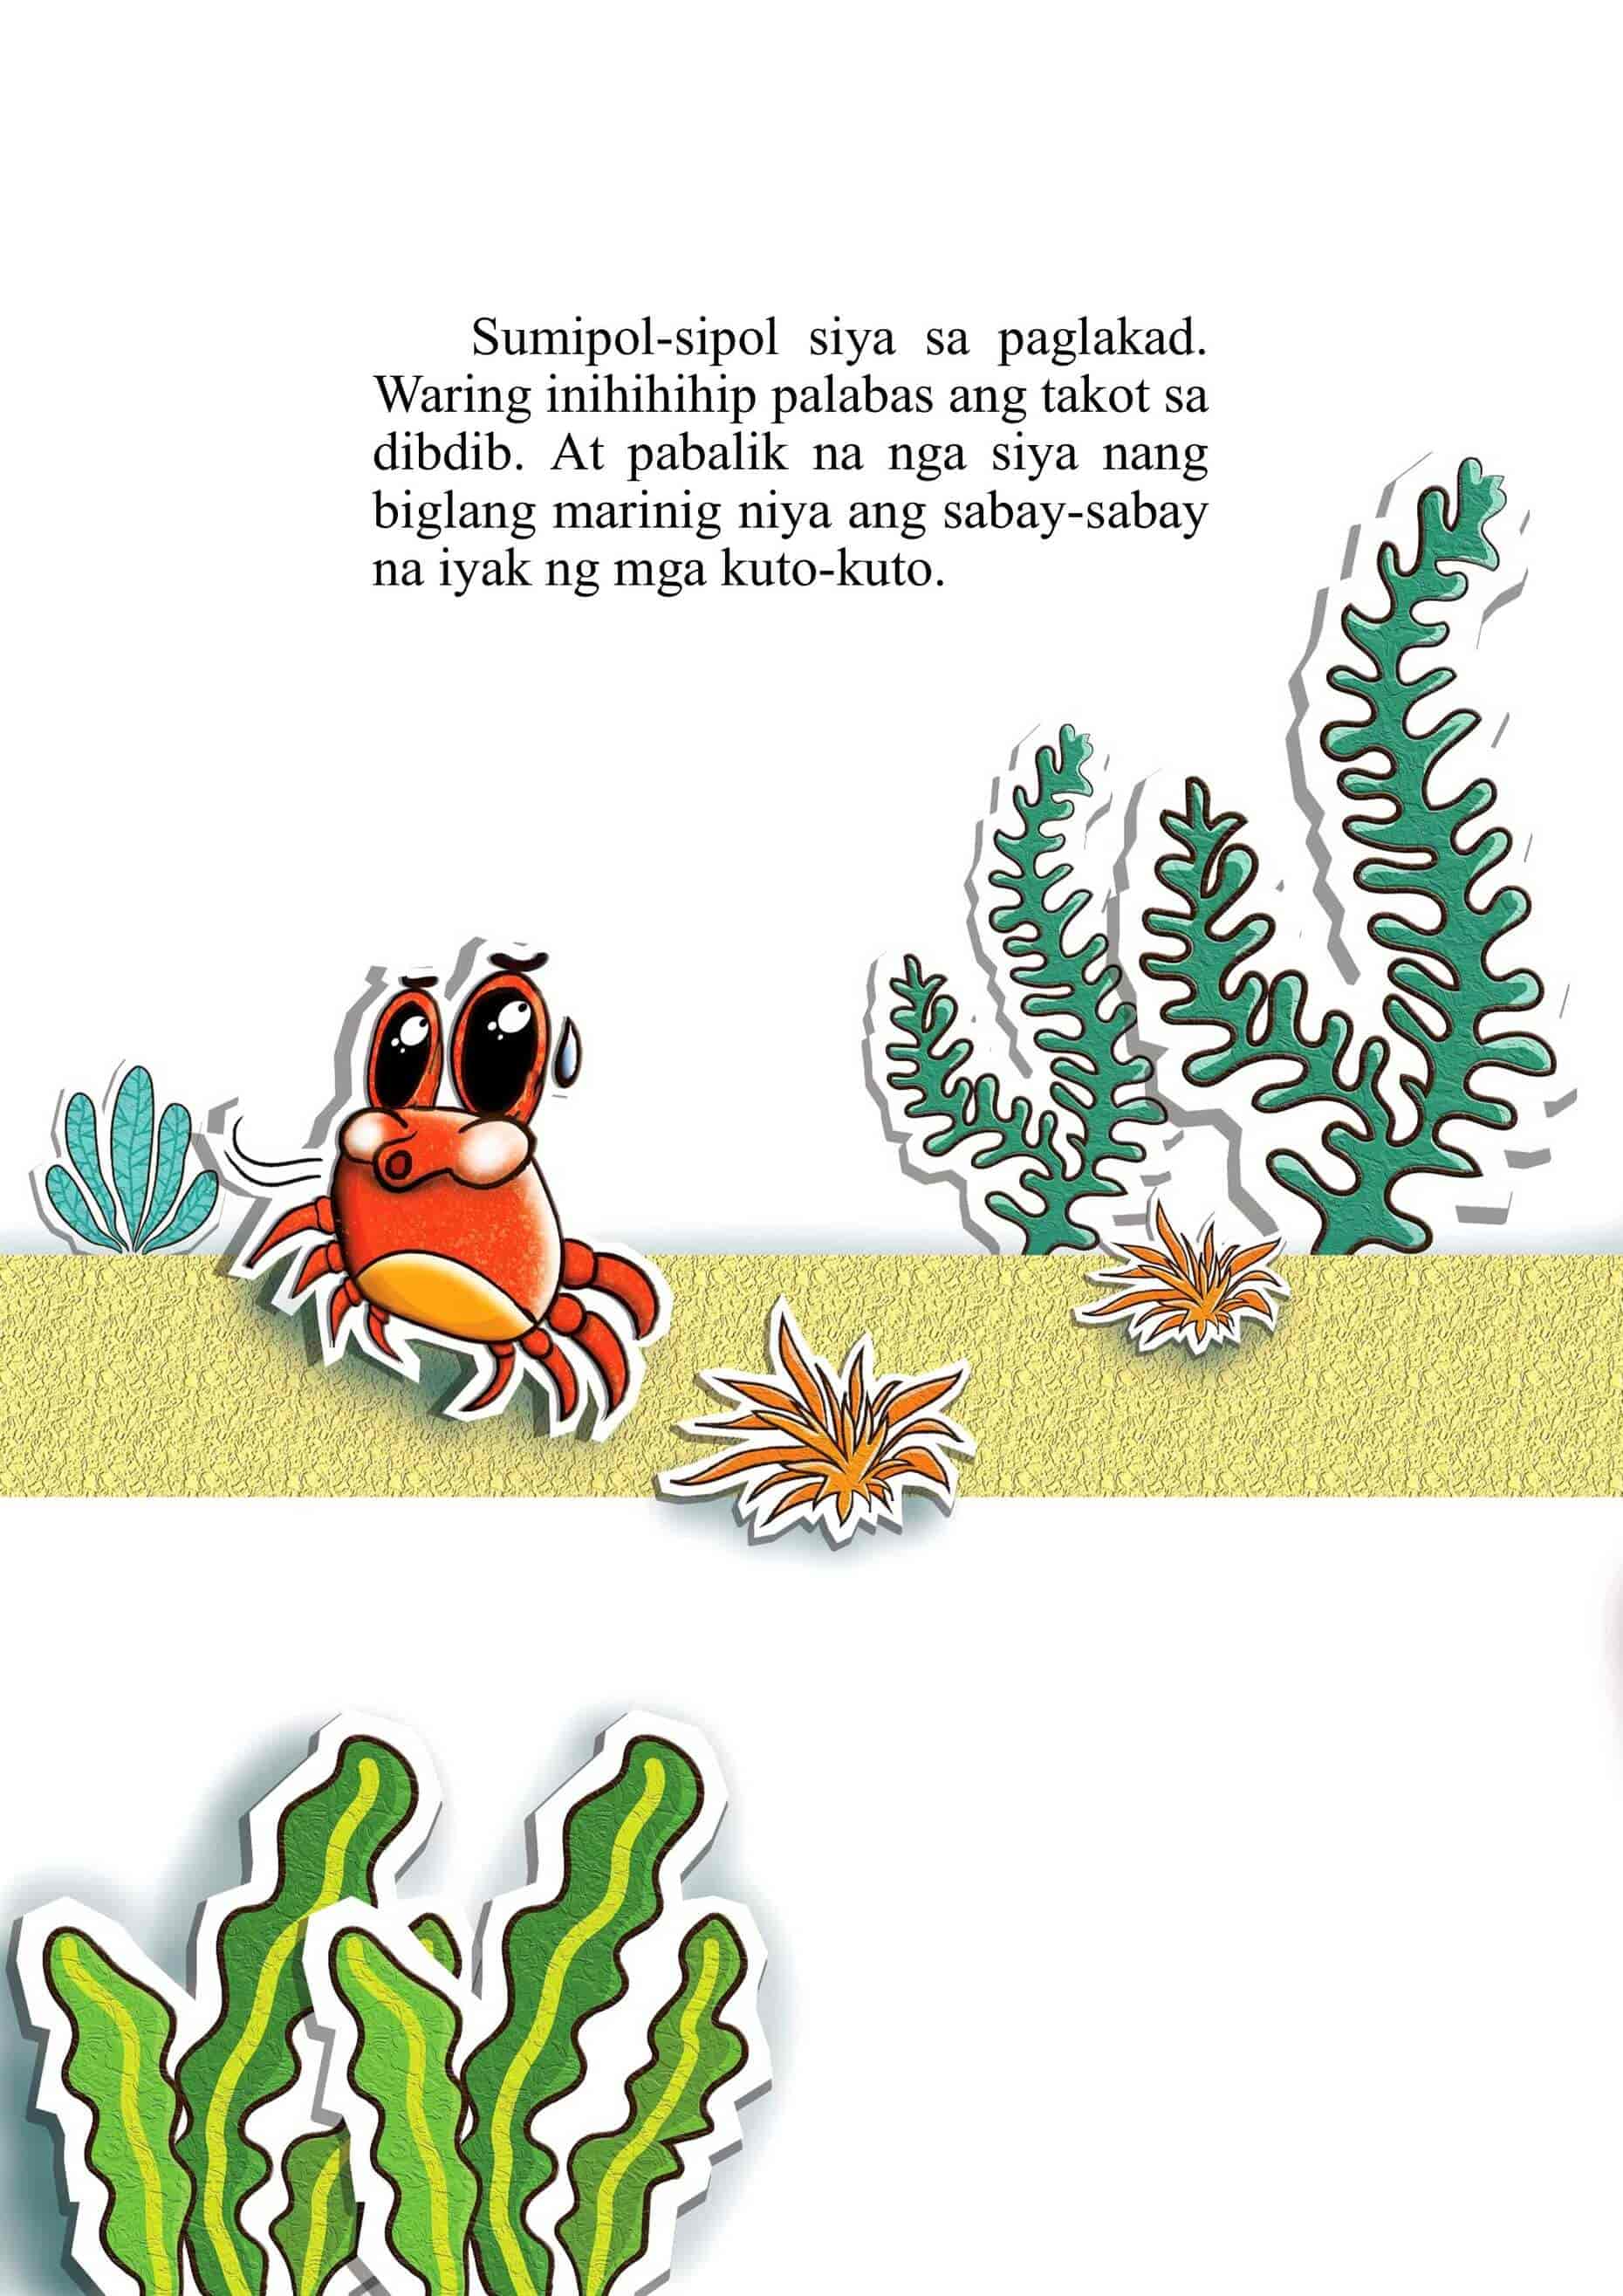 Sumipol-sipol siya sa paglakad.
Waring inihihihip palabas ang takot sa
dibdib. At pabalik na nga siya nang
biglang marinig niya ang sabay-sabay
na iyak ng mga kuto-kuto.